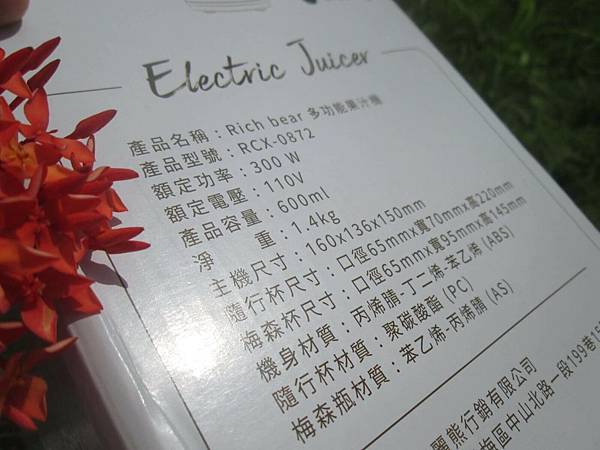 Electric Juicer
產品名稱：Rich bear 多功能果汁機
產品型號：RCX-0872
額定功率：300 W
額定電壓：110V
產品容量：600ml
淨　　重：1.4kg
主機尺寸：160x136x150mm
隨行杯尺寸：口徑65mmx寬70mmx高220mm
梅森杯尺寸：口徑65mmx寬95mmx高145mm
機身材質：丙烯腈-丁二烯-苯乙烯 (ABS)
隨行杯材質：聚碳酸酯 (PC)
梅森瓶材質：苯乙烯-丙烯腈 (AS)
麗熊行銷有限公司
梅區中山北路一段199巷15